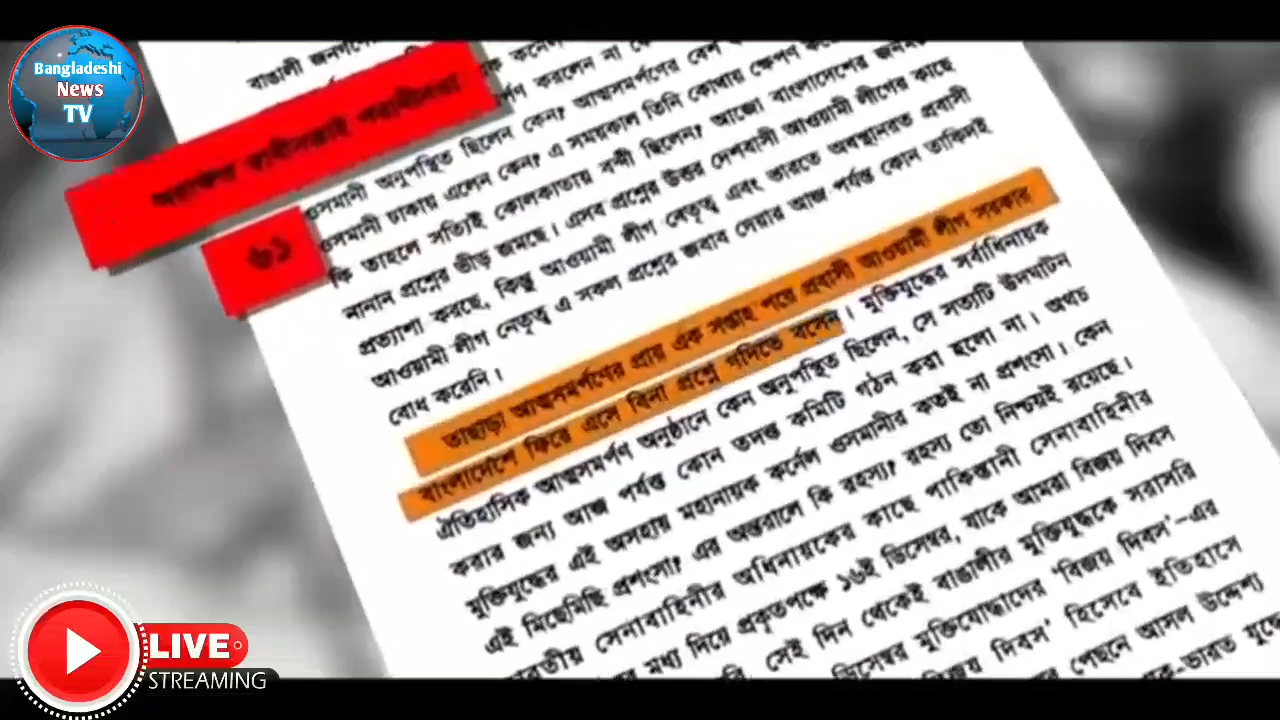 Bangladeshi
News
TV
বাঙালী জনগণের
অরক্ষিত স্বাধীনতাই পরাধীনতা
৬১
ওসমানী অনুপস্থিত ছিলেন কেন? আত্মসমর্পণের বেশ
ওসমানী ঢাকায় এলেন কেন? এ সময়কাল তিনি কোথায় ক্ষেপণ
কি তাহলে সত্যিই কোলকাতায় বন্দী ছিলেন? আজো বাংলাদেশের
নানান প্রশ্নের ভীড় জমছে। এসব প্রশ্নের উত্তর দেশবাসী আওয়ামী লীগের কাছে
প্রত্যাশা করছে, কিন্তু আওয়ামী লীগ নেতৃত্ব এবং ভারতে অবস্থানরত প্রবাসী
আওয়ামী লীগ নেতৃত্ব এ সকল প্রশ্নের জবাব দেয়ার আজ পর্যন্ত কোন তাকিদই
বোধ করেনি।
তাছাড়া আত্মসমর্পণের প্রায় এক সপ্তাহ পরে প্রবাসী আওয়ামী লীগ সরকার
বাংলাদেশে ফিরে এসে বিনা প্রশ্নে গদিতে বসেন। মুক্তিযুদ্ধের সর্বাধিনায়ক
ঐতিহাসিক আত্মসমর্পণ অনুষ্ঠানে কেন অনুপস্থিত ছিলেন, সে সত্যটি উদঘাটন
করার জন্য আজ পর্যন্ত কোন তদন্ত কমিটি গঠন করা হলো না। অথচ
মুক্তিযুদ্ধের এই অসহায় মহানায়ক কর্নেল ওসমানীর কতই না প্রশংসা। কেন
এই মিছেমিছি প্রশংসা? এর অন্তরালে কি রহস্য? রহস্য তো নিশ্চয়ই রয়েছে।
সেনাবাহিনীর অধিনায়কের কাছে পাকিস্তানী সেনাবাহিনীর
মধ্য দিয়ে প্রকৃতপক্ষে ১৬ই ডিসেম্বর, যাকে আমরা বিজয় দিবস
সেই দিন থেকেই বাঙালীর মুক্তিযুদ্ধকে সরাসরি
ডিসেম্বর মুক্তিযোদ্ধাদের 'বিজয় দিবস'-এর
দিবস' হিসেবে ইতিহাসে
পেছনে আসল উদ্দেশ্য
LIVE
STREAMING